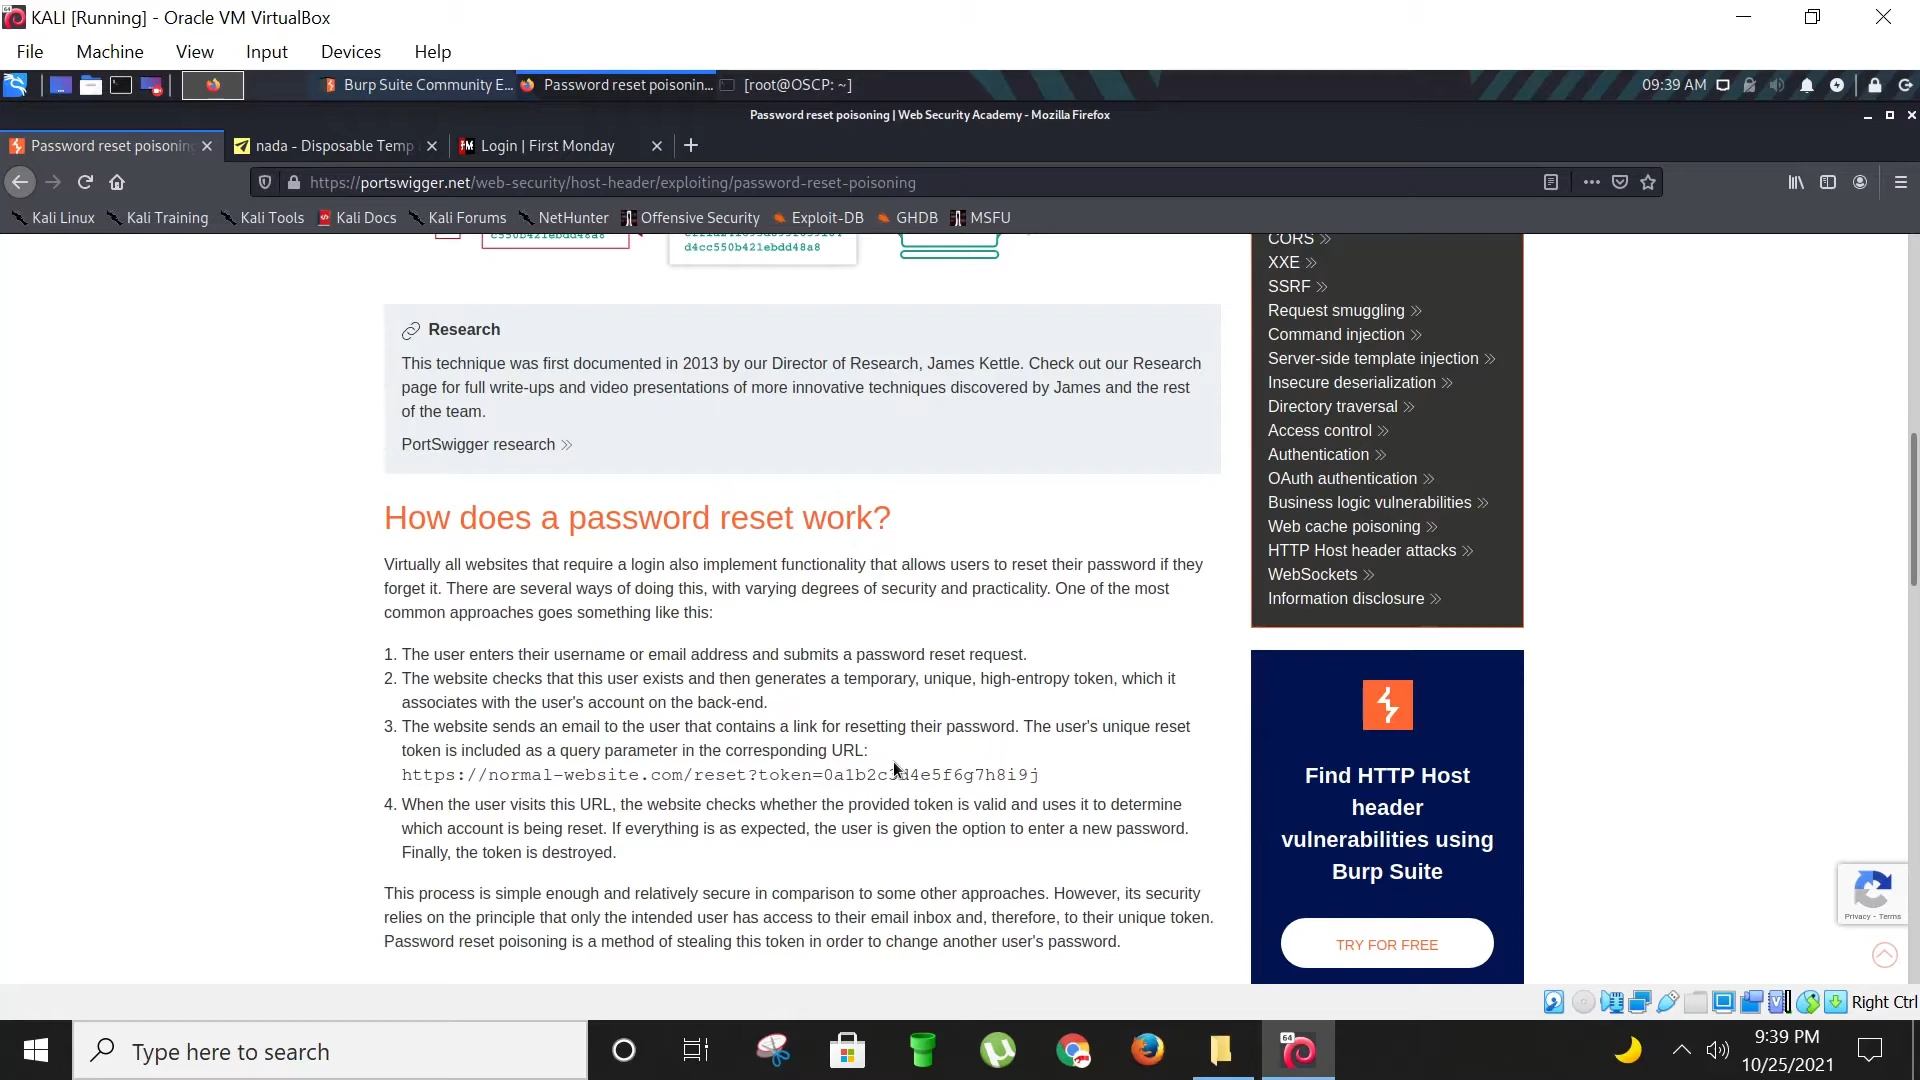 KALI [Running] - Oracle VM VirtualBox
File Machine View Input Devices Help
Burp Suite Community E... Password reset poisonin... [root@OSCP: ~] 09:39 AM
Password reset poisoning | Web Security Academy - Mozilla Firefox
Password reset poisoning nada - Disposable Temp Login | First Monday
https://portswigger.net/web-security/host-header/exploiting/password-reset-poisoning
Kali Linux Kali Training Kali Tools Kali Docs Kali Forums NetHunter Offensive Security Exploit-DB GHDB MSFU
d4cc550b421ebdd48a8
Research
This technique was first documented in 2013 by our Director of Research, James Kettle. Check out our Research
page for full write-ups and video presentations of more innovative techniques discovered by James and the rest
of the team.
PortSwigger research
How does a password reset work?
Virtually all websites that require a login also implement functionality that allows users to reset their password if they
forget it. There are several ways of doing this, with varying degrees of security and practicality. One of the most
common approaches goes something like this:
1. The user enters their username or email address and submits a password reset request.
2. The website checks that this user exists and then generates a temporary, unique, high-entropy token, which it
associates with the user's account on the back-end.
3. The website sends an email to the user that contains a link for resetting their password. The user's unique reset
token is included as a query parameter in the corresponding URL:
https://normal-website.com/reset?token=0a1b2c3d4e5f6g7h8i9j
4. When the user visits this URL, the website checks whether the provided token is valid and uses it to determine
which account is being reset. If everything is as expected, the user is given the option to enter a new password.
Finally, the token is destroyed.
This process is simple enough and relatively secure in comparison to some other approaches. However, its security
relies on the principle that only the intended user has access to their email inbox and, therefore, to their unique token.
Password reset poisoning is a method of stealing this token in order to change another user's password.
CORS
XXE
SSRF
Request smuggling
Command injection
Server-side template injection
Insecure deserialization
Directory traversal
Access control
Authentication
OAuth authentication
Business logic vulnerabilities
Web cache poisoning
HTTP Host header attacks
WebSockets
Information disclosure
Find HTTP Host
header
vulnerabilities using
Burp Suite
TRY FOR FREE
Privacy - Terms
Right Ctrl
Type here to search
64
9:39 PM
10/25/2021